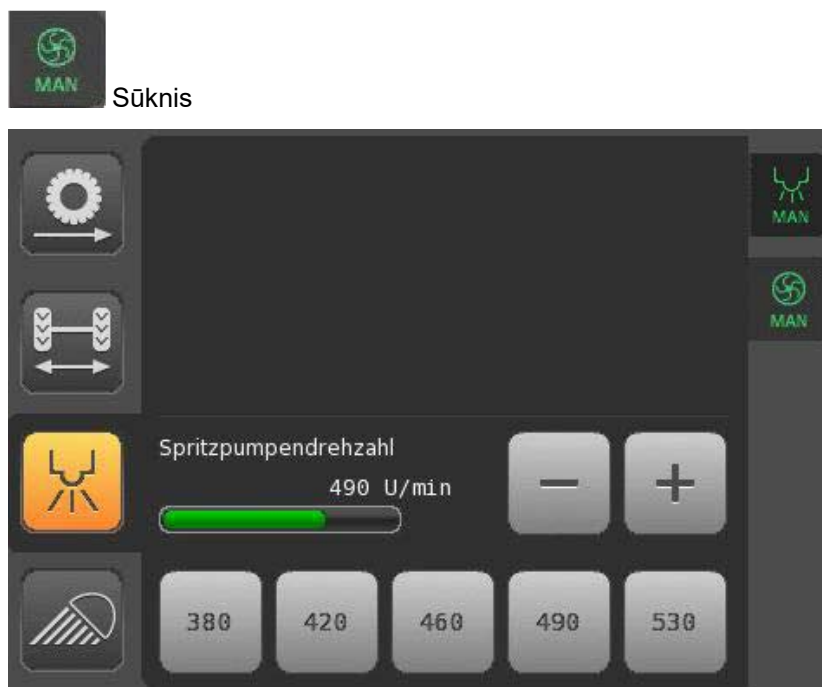 MAN
Sūknis
MAN
MAN
Spritzpumpendrehzahl
490 U/min
380 420 460 490 530